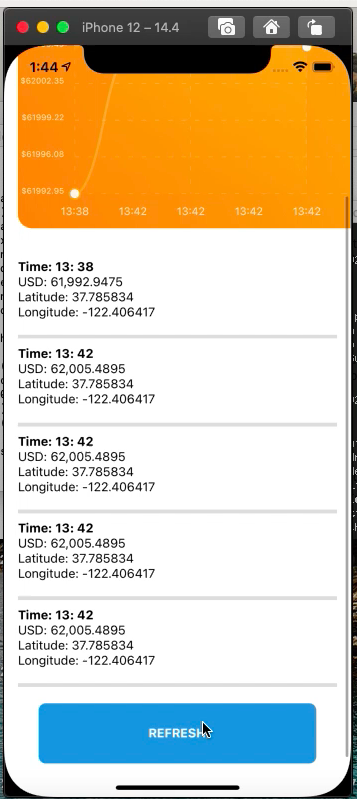 iPhone 12 – 14.4
1:44
$62002.35
$61999.22
$61996.08
$61992.95
13:38 13:42 13:42 13:42 13:42
Time: 13: 38
USD: 61,992.9475
Latitude: 37.785834
Longitude: -122.406417
Time: 13: 42
USD: 62,005.4895
Latitude: 37.785834
Longitude: -122.406417
Time: 13: 42
USD: 62,005.4895
Latitude: 37.785834
Longitude: -122.406417
Time: 13: 42
USD: 62,005.4895
Latitude: 37.785834
Longitude: -122.406417
Time: 13: 42
USD: 62,005.4895
Latitude: 37.785834
Longitude: -122.406417
REFRESH